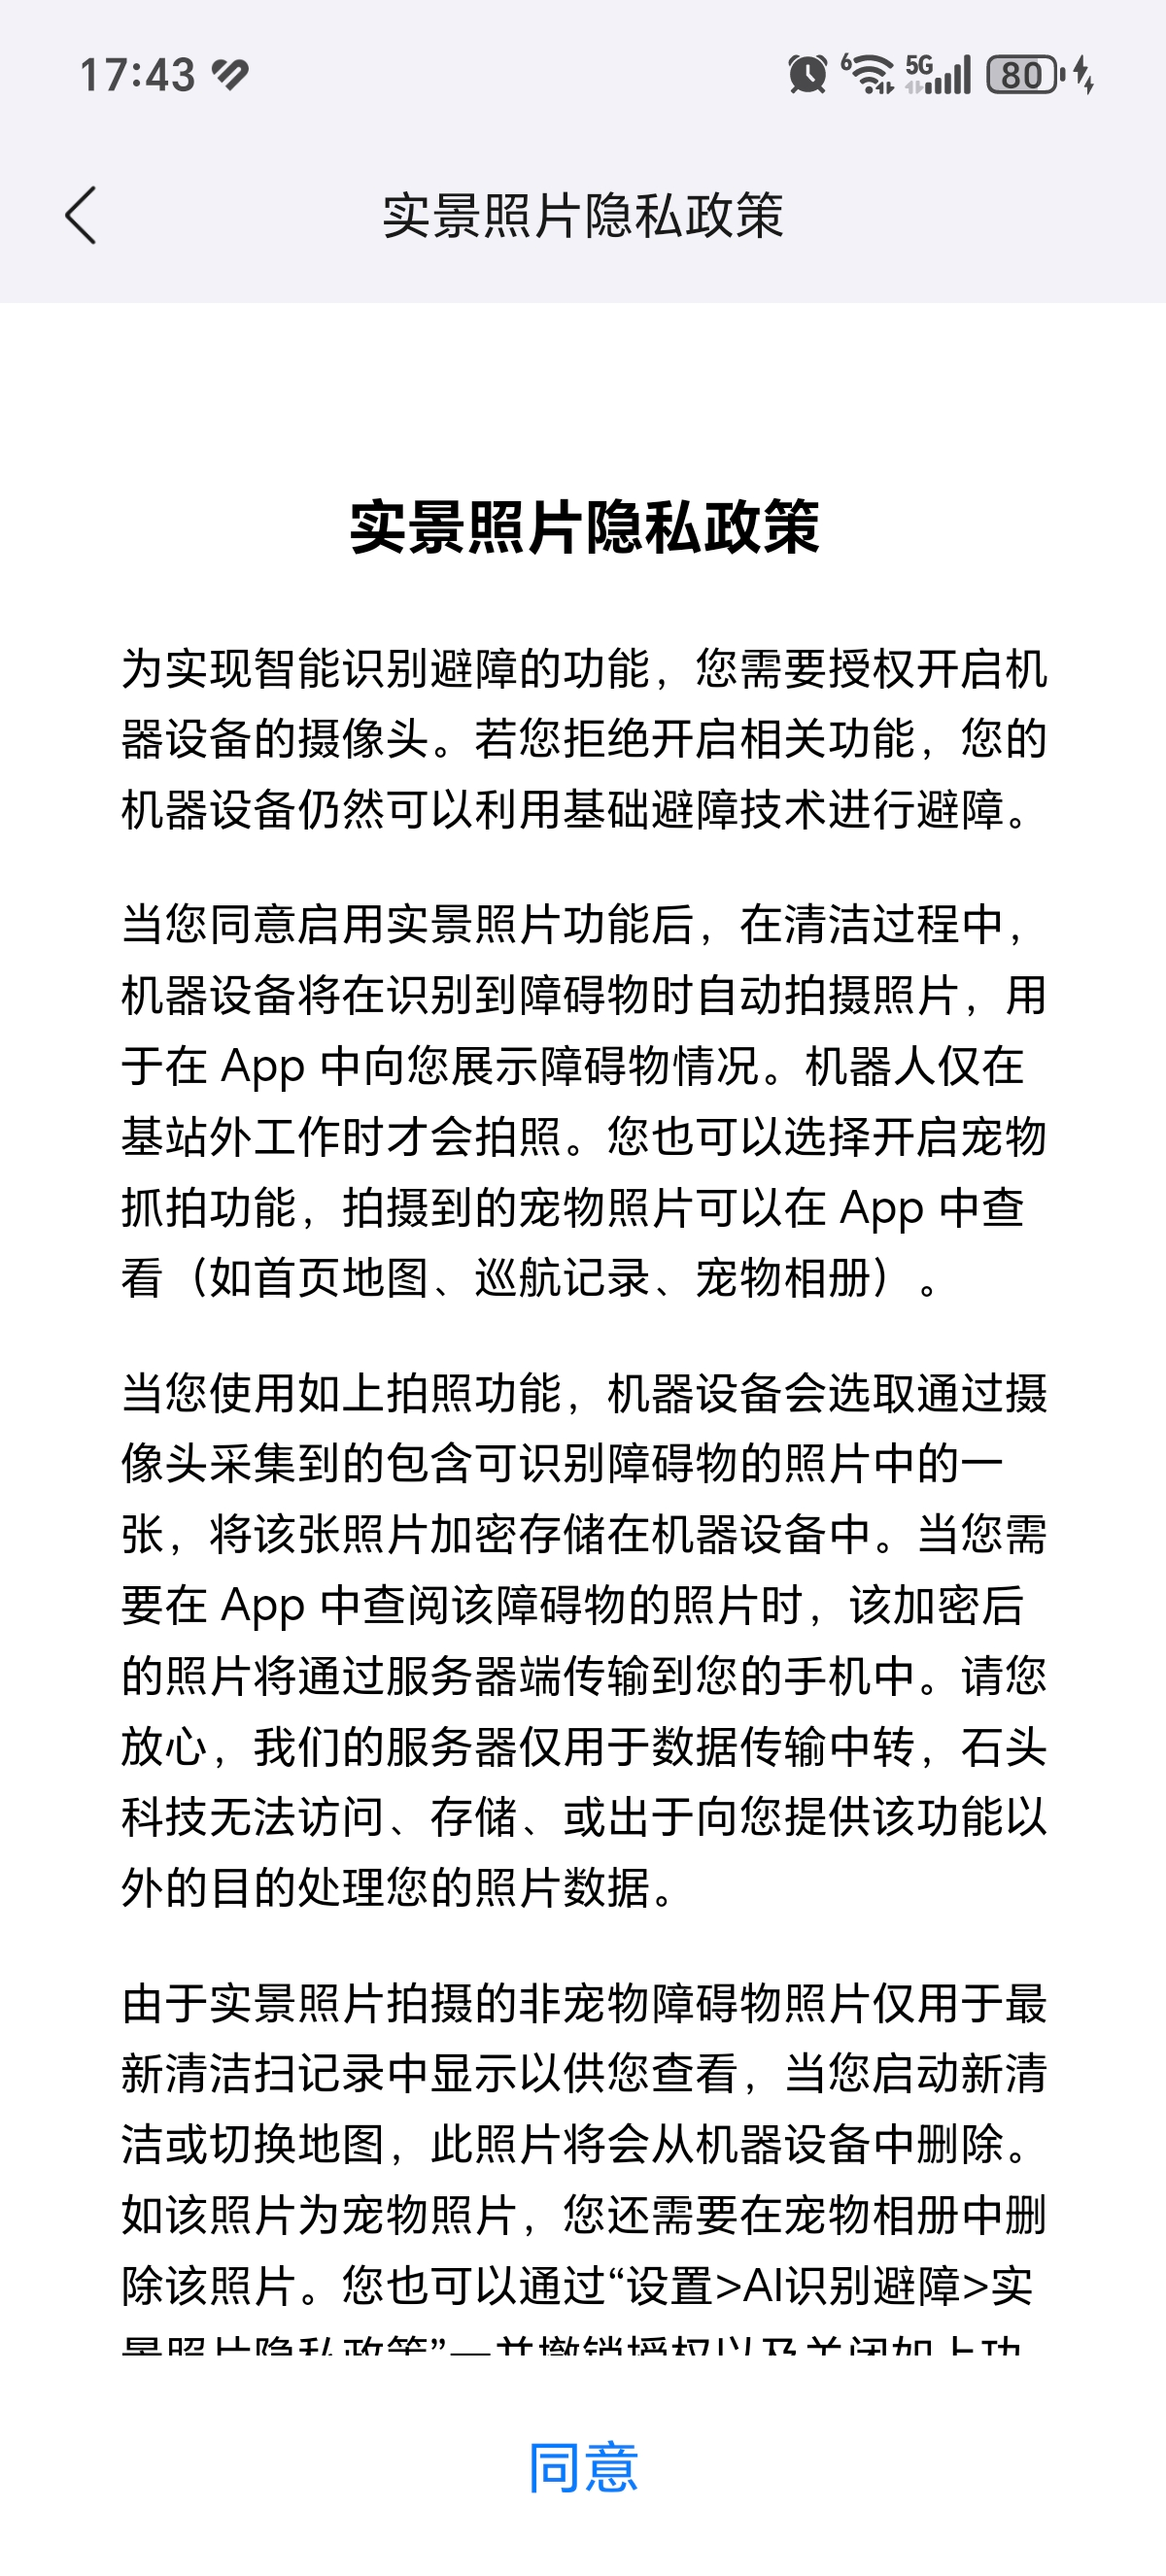 17:43
6 5G 80
实景照片隐私政策
实景照片隐私政策
为实现智能识别避障的功能，您需要授权开启机
器设备的摄像头。若您拒绝开启相关功能，您的
机器设备仍然可以利用基础避障技术进行避障。
当您同意启用实景照片功能后，在清洁过程中，
机器设备将在识别到障碍物时自动拍摄照片，用
于在 App 中向您展示障碍物情况。机器人仅在
基站外工作时才会拍照。您也可以选择开启宠物
抓拍功能，拍摄到的宠物照片可以在 App 中查
看（如首页地图、巡航记录、宠物相册）。
当您使用如上拍照功能，机器设备会选取通过摄
像头采集到的包含可识别障碍物的照片中的一
张，将该张照片加密存储在机器设备中。当您需
要在 App 中查阅该障碍物的照片时，该加密后
的照片将通过服务器端传输到您的手机中。请您
放心，我们的服务器仅用于数据传输中转，石头
科技无法访问、存储、或出于向您提供该功能以
外的目的处理您的照片数据。
由于实景照片拍摄的非宠物障碍物照片仅用于最
新清洁扫记录中显示以供您查看，当您启动新清
洁或切换地图，此照片将会从机器设备中删除。
如该照片为宠物照片，您还需要在宠物相册中删
除该照片。您也可以通过“设置>AI识别避障>实
景照片隐私政策”一并撤销授权以及关闭如上功
同意